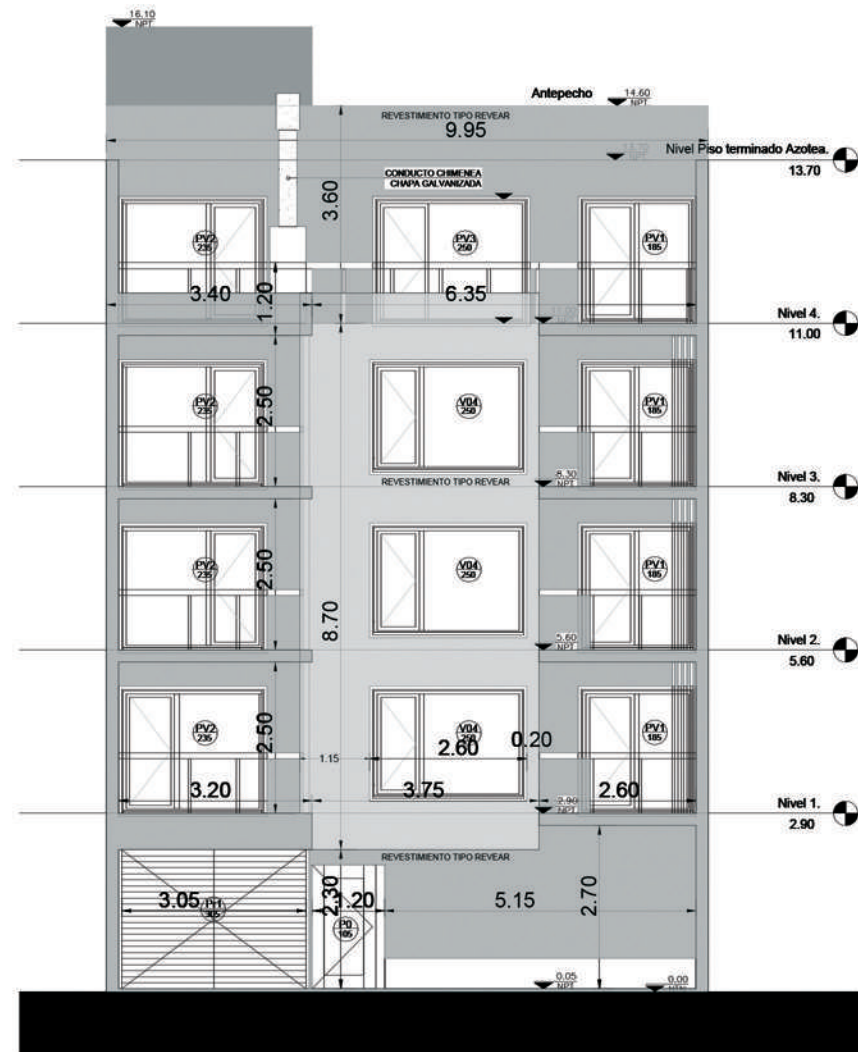 16.10
NPT
Antepecho
14.60
NPT
REVESTIMIENTO TIPO REVEAR
9.95
Nivel Piso terminado Azotea.
13.70
CONDUCTO CHIMENEA
CHAPA GALVANIZADA
3.60
PV2
235
PV3
250
PV1
185
3.40
1.20
6.35
Nivel 4.
11.00
PV2
235
2.50
V04
250
PV1
185
REVESTIMIENTO TIPO REVEAR
8.30
NPT
Nivel 3.
8.30
PV2
235
2.50
V04
250
PV1
185
8.70
5.60
NPT
Nivel 2.
5.60
PV2
235
2.50
V04
250
PV1
185
1.15
2.60
0.20
3.20
3.75
2.90
NPT
2.60
Nivel 1.
2.90
REVESTIMIENTO TIPO REVEAR
3.05
2.30
1.20
5.15
2.70
P0
105
0.05
NPT
0.00